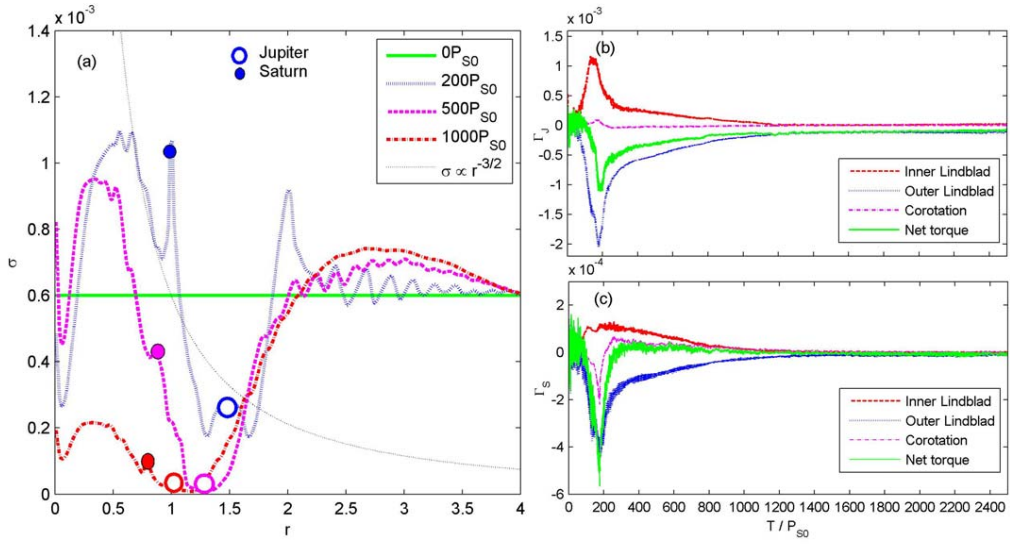 x 10⁻³
(a)
Jupiter
Saturn
0P_S0
200P_S0
500P_S0
1000P_S0
σ ∝ r^-3/2
1.4
1.2
1
0.8
0.6
0.4
0.2
0
σ
0 0.5 1 1.5 2 2.5 3 3.5 4
r
x 10⁻³
(b)
1.5
1
0.5
0
-0.5
-1
-1.5
-2
Γ_J
Inner Lindblad
Outer Lindblad
Corotation
Net torque
x 10⁻⁴
(c)
4
2
0
-2
-4
-6
Γ_S
Inner Lindblad
Outer Lindblad
Corotation
Net torque
0 200 400 600 800 1000 1200 1400 1600 1800 2000 2200 2400
T / P_S0